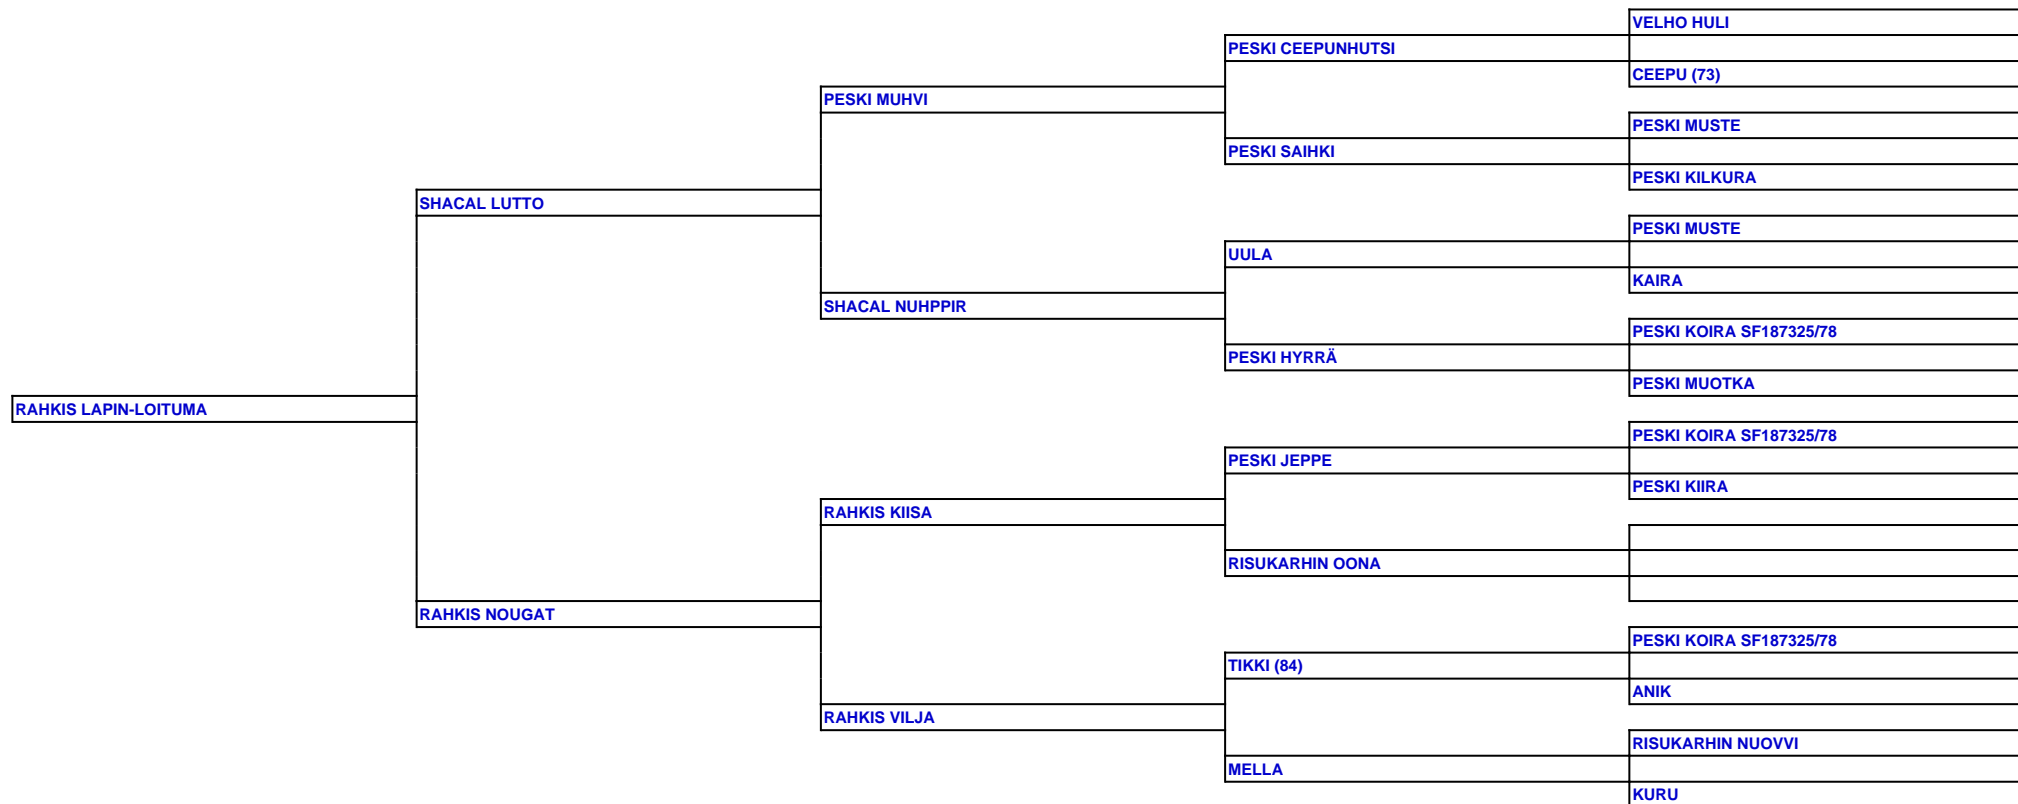 VELHO HULI
PESKI CEEPUNHUTSI
CEEPU (73)
PESKI MUHVI
PESKI MUSTE
PESKI SAIHKI
PESKI KILKURA
SHACAL LUTTO
PESKI MUSTE
UULA
KAIRA
SHACAL NUHPPIR
PESKI KOIRA SF187325/78
PESKI HYRRÄ
PESKI MUOTKA
RAHKIS LAPIN-LOITUMA
PESKI KOIRA SF187325/78
PESKI JEPPE
PESKI KIIRA
RAHKIS KIISA
RISUKARHIN OONA
RAHKIS NOUGAT
PESKI KOIRA SF187325/78
TIKKI (84)
ANIK
RAHKIS VILJA
RISUKARHIN NUOVVI
MELLA
KURU